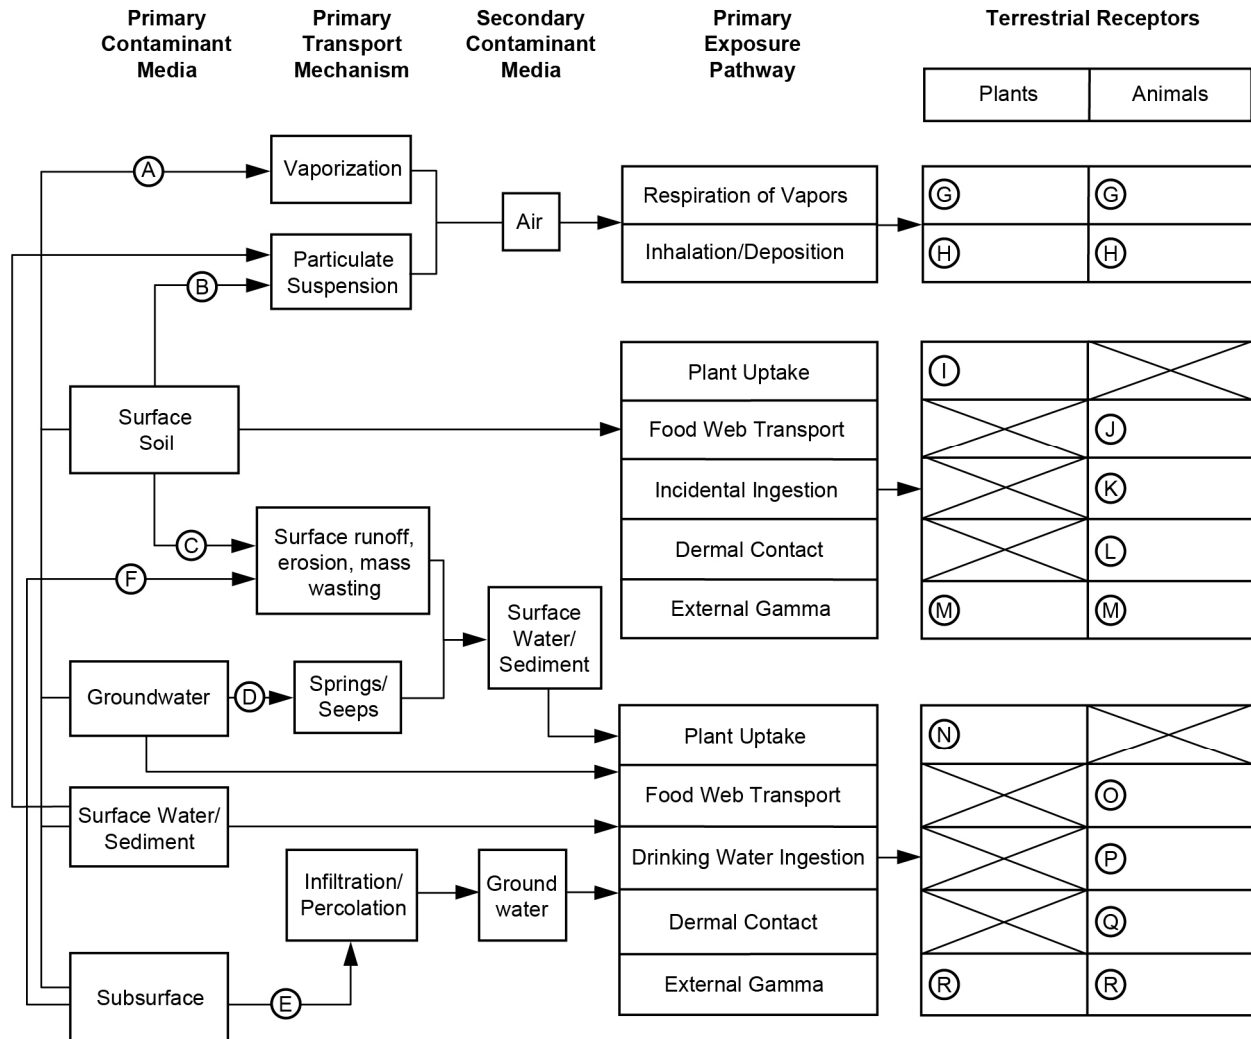 Primary
Contaminant
Media
Primary
Transport
Mechanism
Secondary
Contaminant
Media
Primary
Exposure
Pathway
Terrestrial Receptors
Plants
Animals
A
Vaporization
B
Particulate
Suspension
Air
Respiration of Vapors
Inhalation/Deposition
G
G
H
H
Surface
Soil
Plant Uptake
Food Web Transport
Incidental Ingestion
Dermal Contact
External Gamma
I
J
K
L
M
M
C
F
Surface runoff,
erosion, mass
wasting
Groundwater
D
Springs/
Seeps
Surface
Water/
Sediment
Surface Water/
Sediment
Infiltration/
Percolation
Ground
water
Subsurface
E
Plant Uptake
Food Web Transport
Drinking Water Ingestion
Dermal Contact
External Gamma
N
O
P
Q
R
R